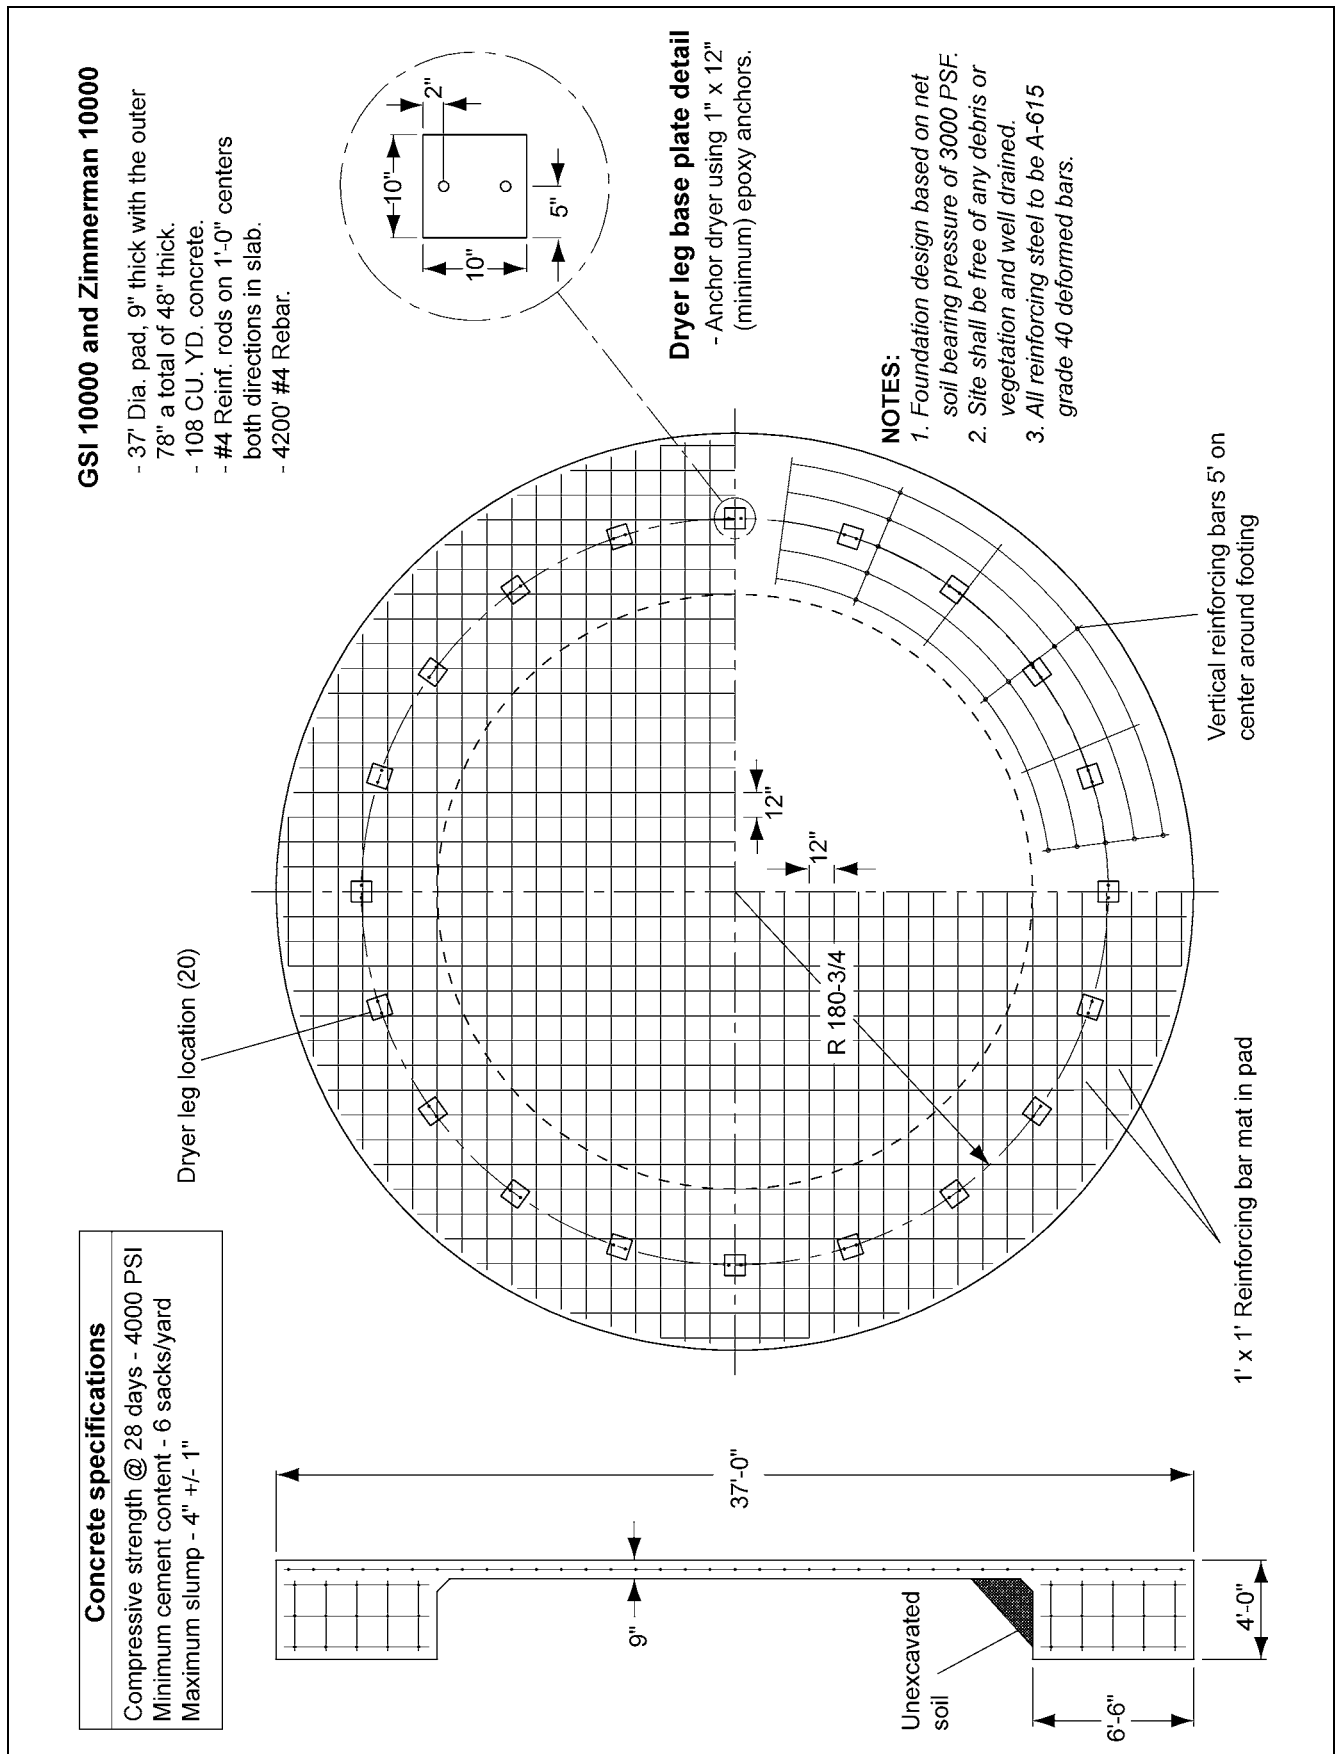 GSI 10000 and Zimmerman 10000
- 37' Dia. pad, 9" thick with the outer
78" a total of 48" thick.
- 108 CU. YD. concrete.
- #4 Reinf. rods on 1'-0" centers
both directions in slab.
- 4200' #4 Rebar.
Concrete specifications
Compressive strength @ 28 days - 4000 PSI
Minimum cement content - 6 sacks/yard
Maximum slump - 4" +/- 1"
Dryer leg location (20)
10"
2"
10"
5"
Dryer leg base plate detail
- Anchor dryer using 1" x 12"
(minimum) epoxy anchors.
NOTES:
1. Foundation design based on net
soil bearing pressure of 3000 PSF.
2. Site shall be free of any debris or
vegetation and well drained.
3. All reinforcing steel to be A-615
grade 40 deformed bars.
12"
12"
R 180-3/4
37'-0"
9"
Unexcavated
soil
6'-6"
4'-0"
1' x 1' Reinforcing bar mat in pad
Vertical reinforcing bars 5' on
center around footing